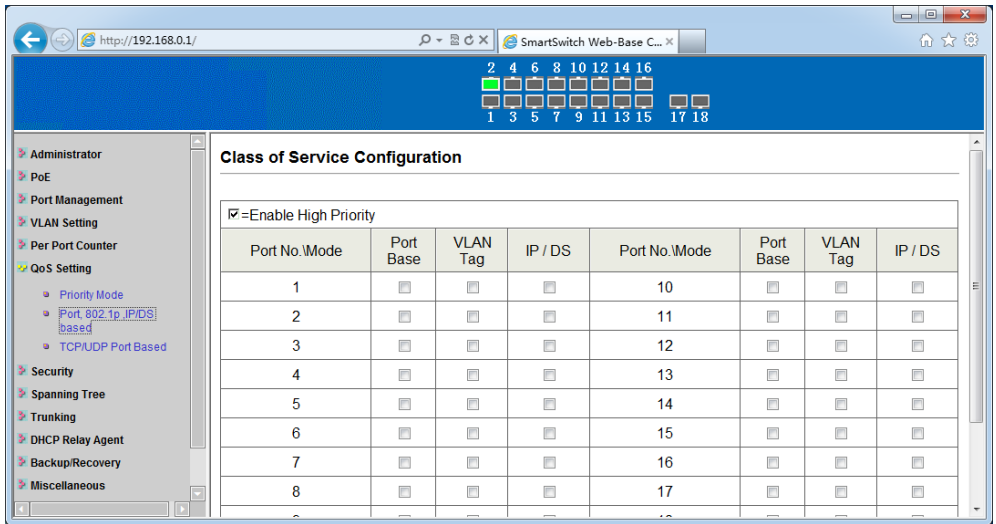 http://192.168.0.1/
SmartSwitch Web-Base C...
2 4 6 8 10 12 14 16
1 3 5 7 9 11 13 15 17 18
Administrator
PoE
Port Management
VLAN Setting
Per Port Counter
QoS Setting
Priority Mode
Port, 802.1p ,IP/DS
based
TCP/UDP Port Based
Security
Spanning Tree
Trunking
DHCP Relay Agent
Backup/Recovery
Miscellaneous
Class of Service Configuration
=Enable High Priority
Port No.\Mode Port Base VLAN Tag IP / DS Port No.\Mode Port Base VLAN Tag IP / DS
1 10
2 11
3 12
4 13
5 14
6 15
7 16
8 17